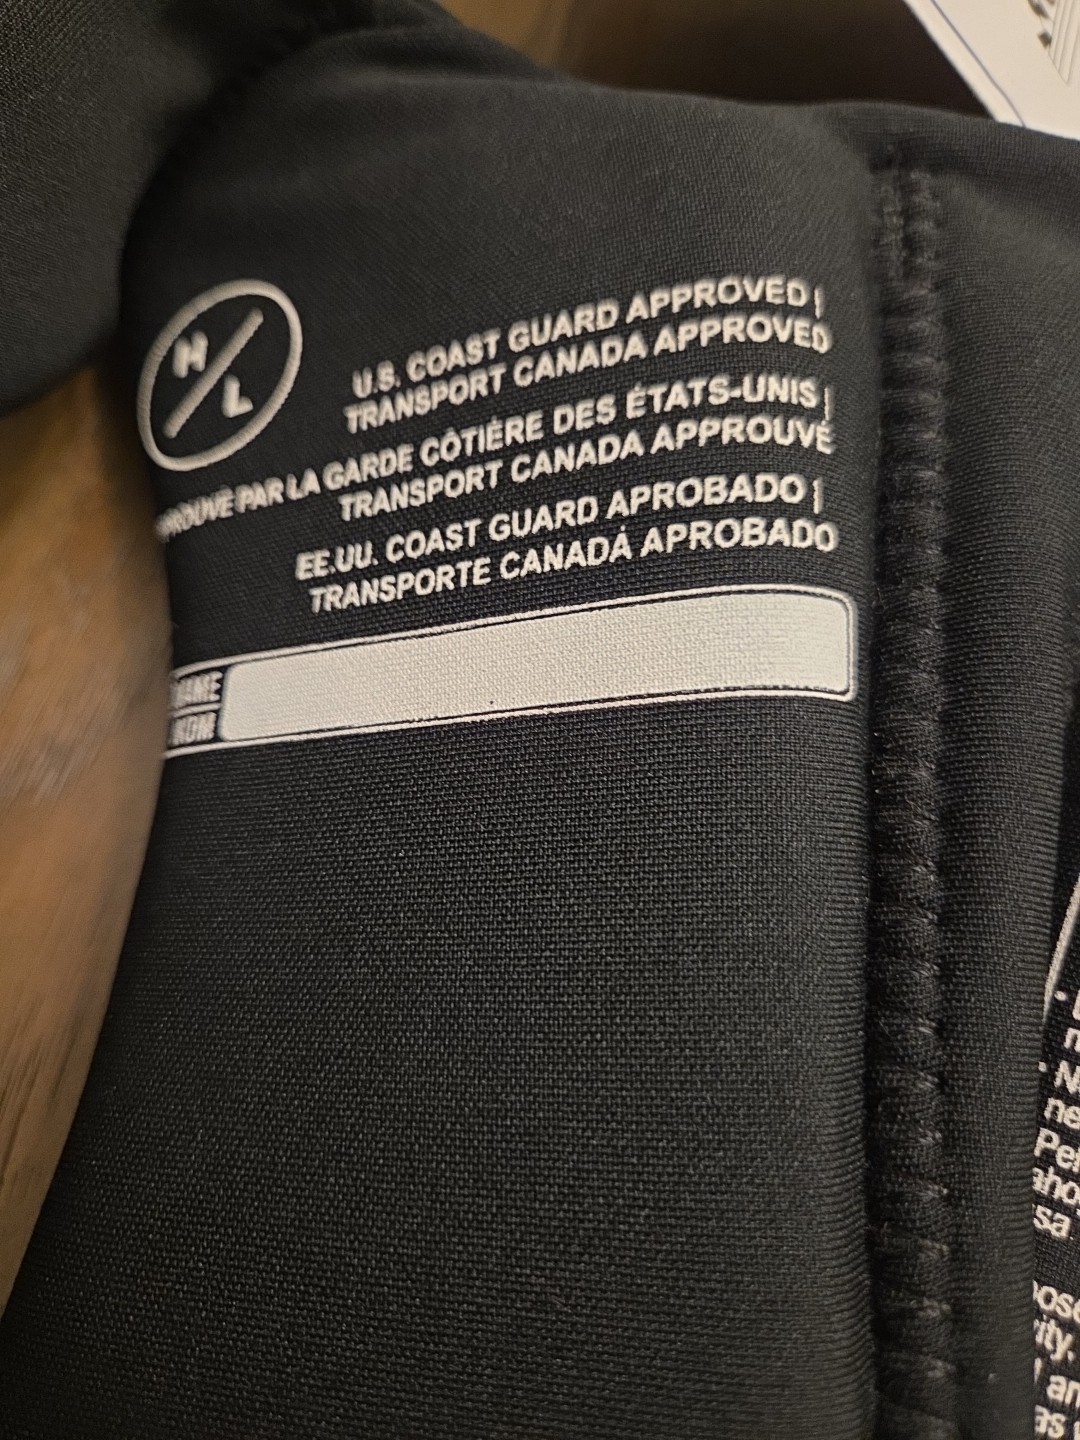 H
L
U.S. COAST GUARD APPROVED |
TRANSPORT CANADA APPROVED
PAR LA GARDE CÔTIÈRE DES ÉTATS-UNIS |
TRANSPORT CANADA APPROUVÉ
EE.UU. COAST GUARD APROBADO |
TRANSPORTE CANADÁ APROBADO
NAME
NOM